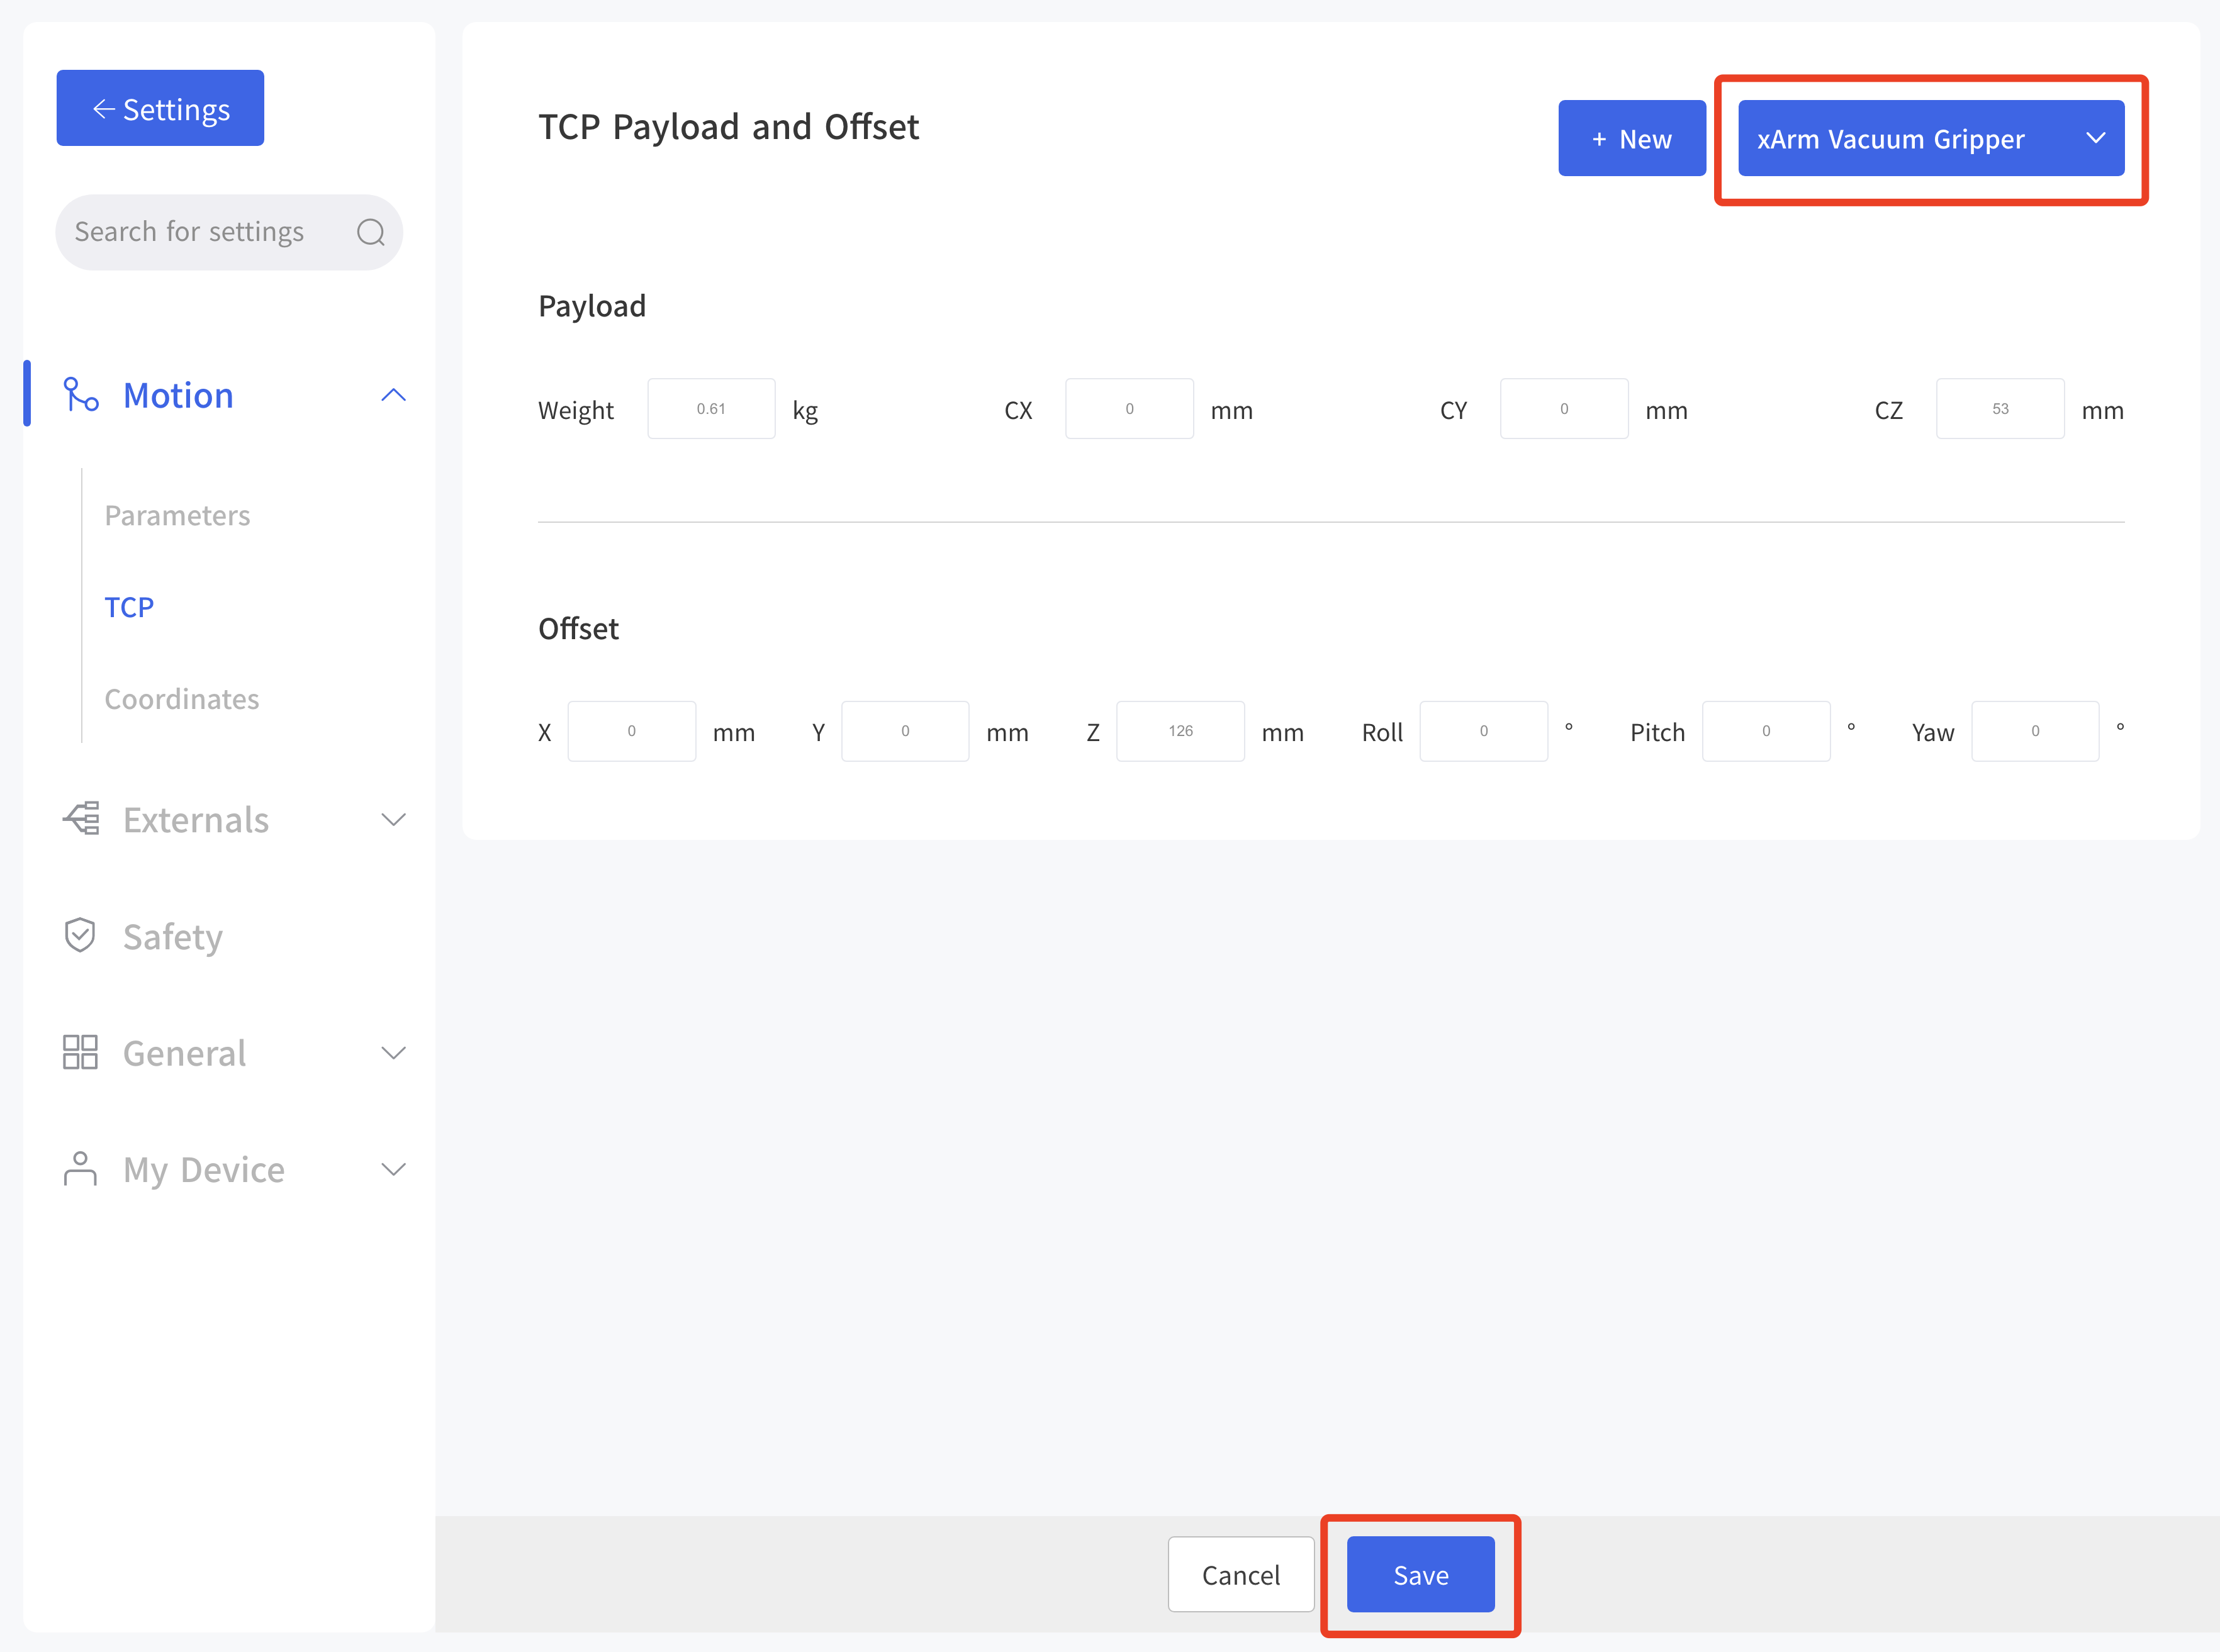 Settings
Search for settings
Motion
Parameters
TCP
Coordinates
Externals
Safety
General
My Device
TCP Payload and Offset
+ New
xArm Vacuum Gripper
Payload
Weight 0.61 kg CX 0 mm CY 0 mm CZ 53 mm
Offset
X 0 mm Y 0 mm Z 126 mm Roll 0 ° Pitch 0 ° Yaw 0 °
Cancel Save